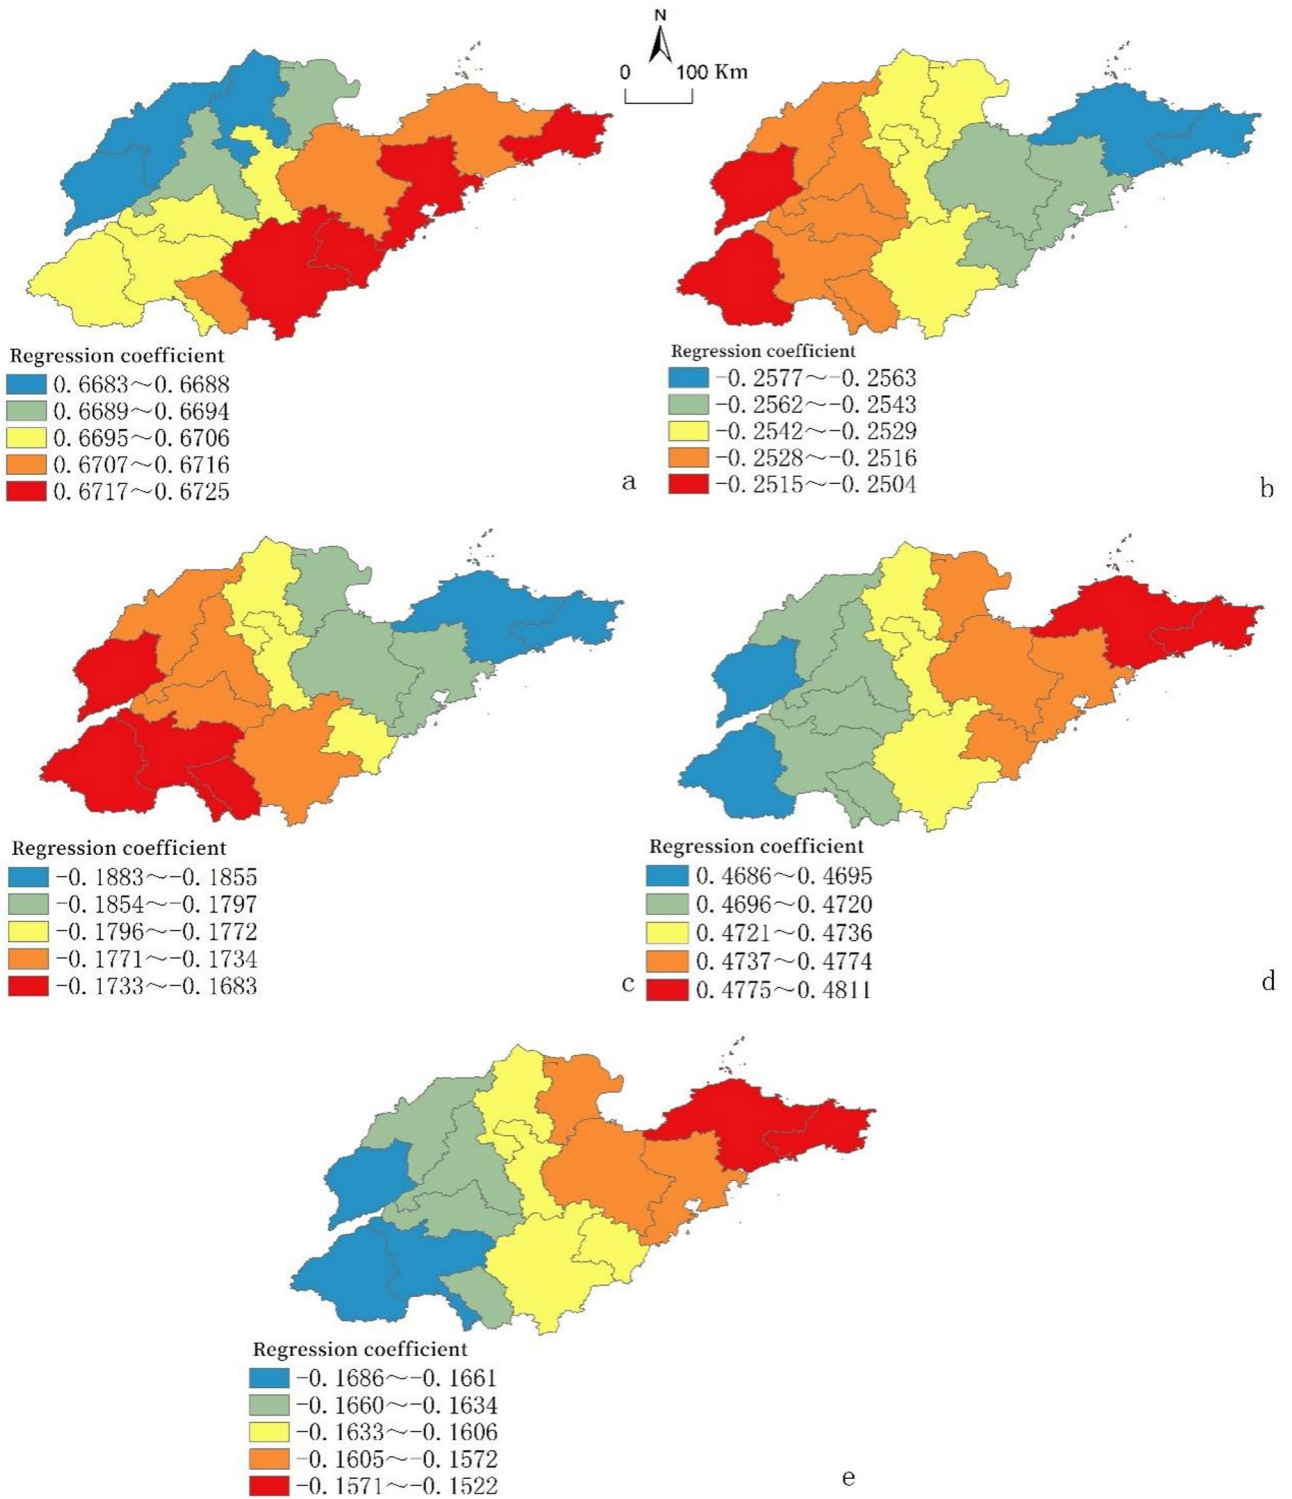 N
0 100 Km
Regression coefficient
0.6683～0.6688
0.6689～0.6694
0.6695～0.6706
0.6707～0.6716
0.6717～0.6725
a
Regression coefficient
-0.2577～-0.2563
-0.2562～-0.2543
-0.2542～-0.2529
-0.2528～-0.2516
-0.2515～-0.2504
b
Regression coefficient
-0.1883～-0.1855
-0.1854～-0.1797
-0.1796～-0.1772
-0.1771～-0.1734
-0.1733～-0.1683
c
Regression coefficient
0.4686～0.4695
0.4696～0.4720
0.4721～0.4736
0.4737～0.4774
0.4775～0.4811
d
Regression coefficient
-0.1686～-0.1661
-0.1660～-0.1634
-0.1633～-0.1606
-0.1605～-0.1572
-0.1571～-0.1522
e